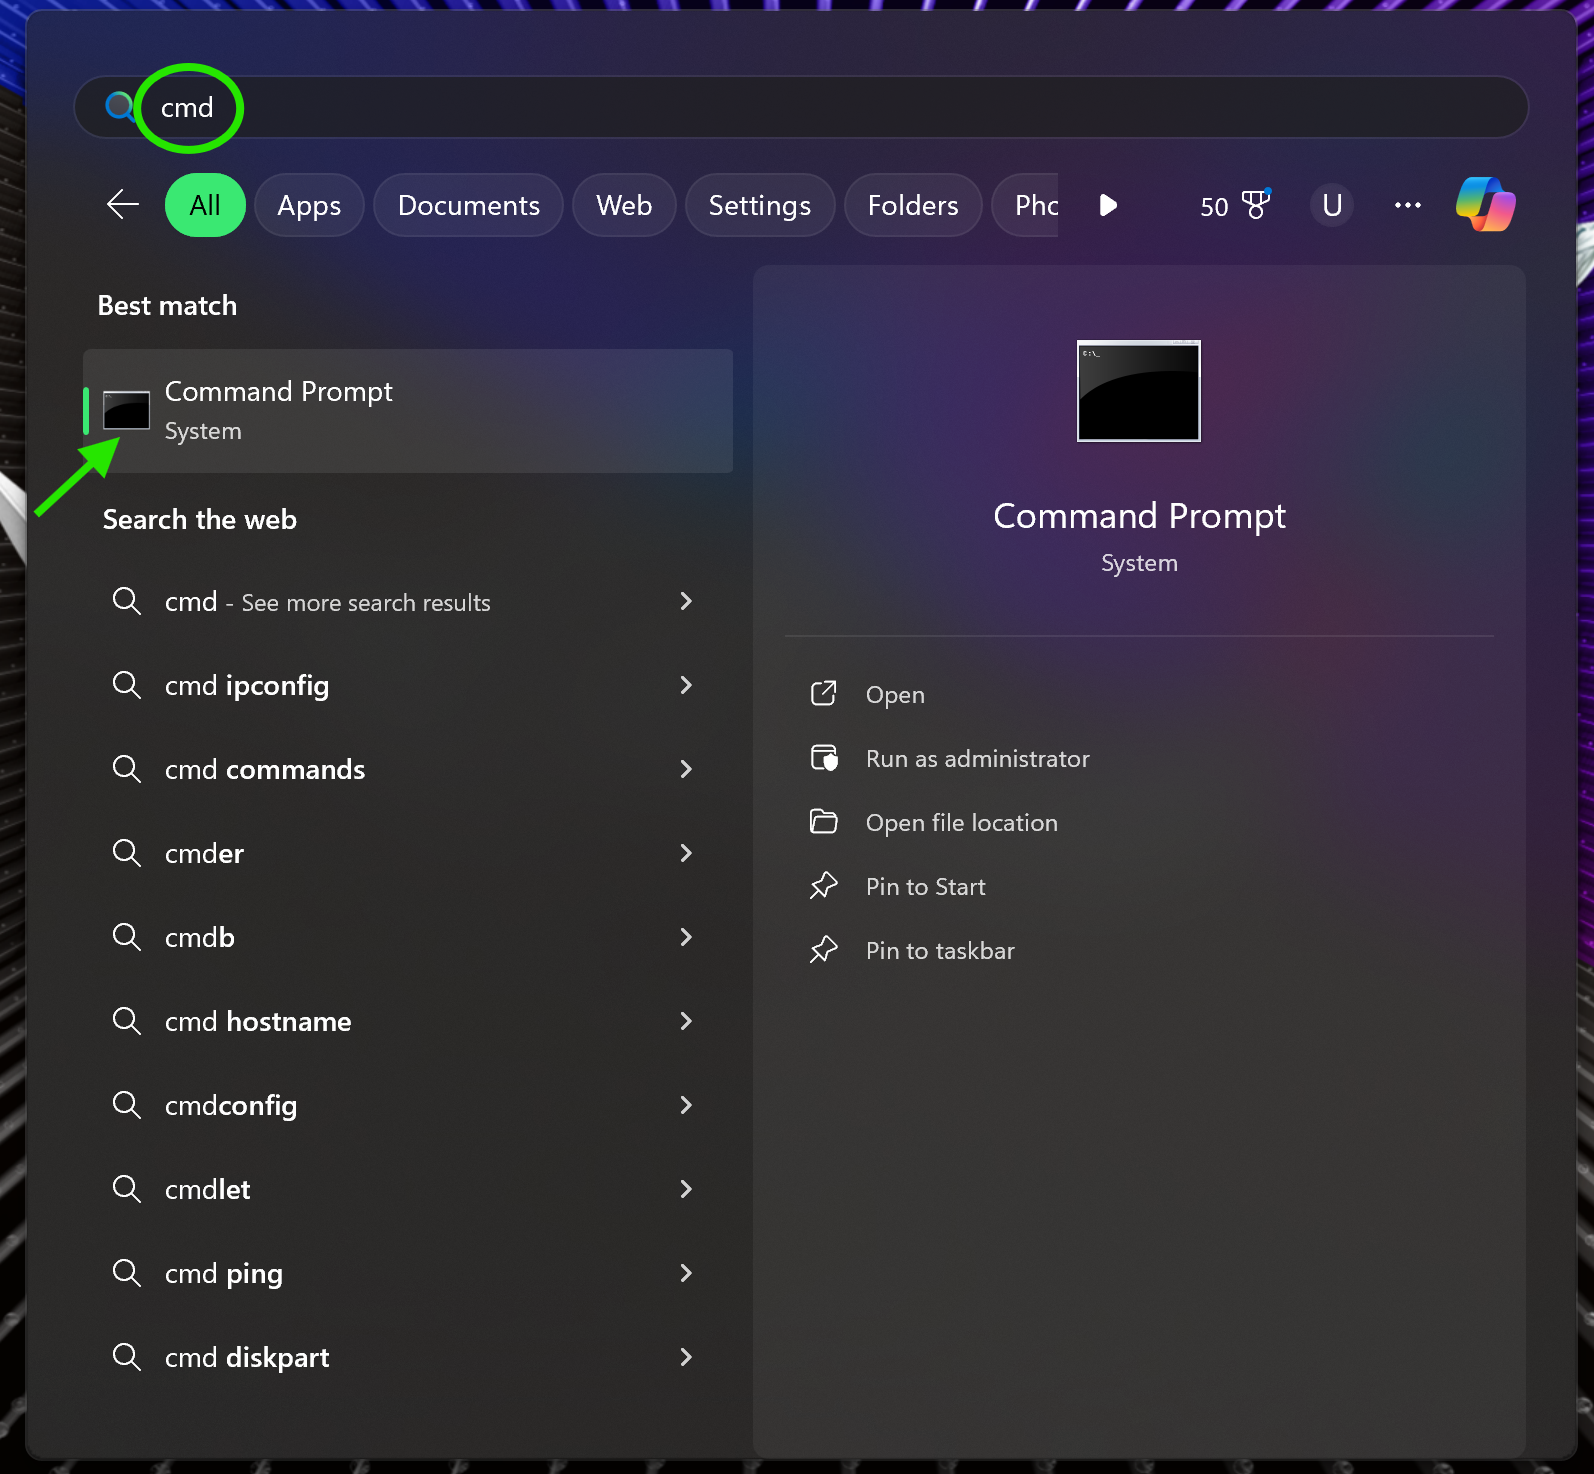 cmd
All
Apps
Documents
Web
Settings
Folders
Pho
50
U
Best match
Command Prompt
System
Search the web
cmd - See more search results
cmd ipconfig
cmd commands
cmder
cmdb
cmd hostname
cmdconfig
cmdlet
cmd ping
cmd diskpart
C:\_
Command Prompt
System
Open
Run as administrator
Open file location
Pin to Start
Pin to taskbar